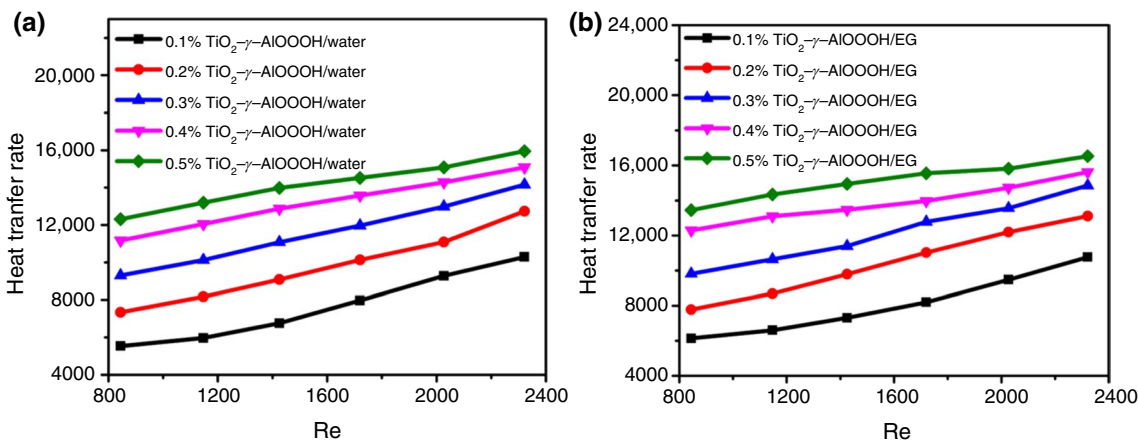 (a)
0.1% TiO2–γ–AlOOOH/water
0.2% TiO2–γ–AlOOOH/water
0.3% TiO2–γ–AlOOOH/water
0.4% TiO2–γ–AlOOOH/water
0.5% TiO2–γ–AlOOOH/water
Heat tranfer rate
20,000
16,000
12,000
8000
4000
800
1200
1600
2000
2400
Re
(b)
0.1% TiO2–γ–AlOOOH/EG
0.2% TiO2–γ–AlOOOH/EG
0.3% TiO2–γ–AlOOOH/EG
0.4% TiO2–γ–AlOOOH/EG
0.5% TiO2–γ–AlOOOH/EG
Heat tranfer rate
24,000
20,000
16,000
12,000
8000
4000
800
1200
1600
2000
2400
Re